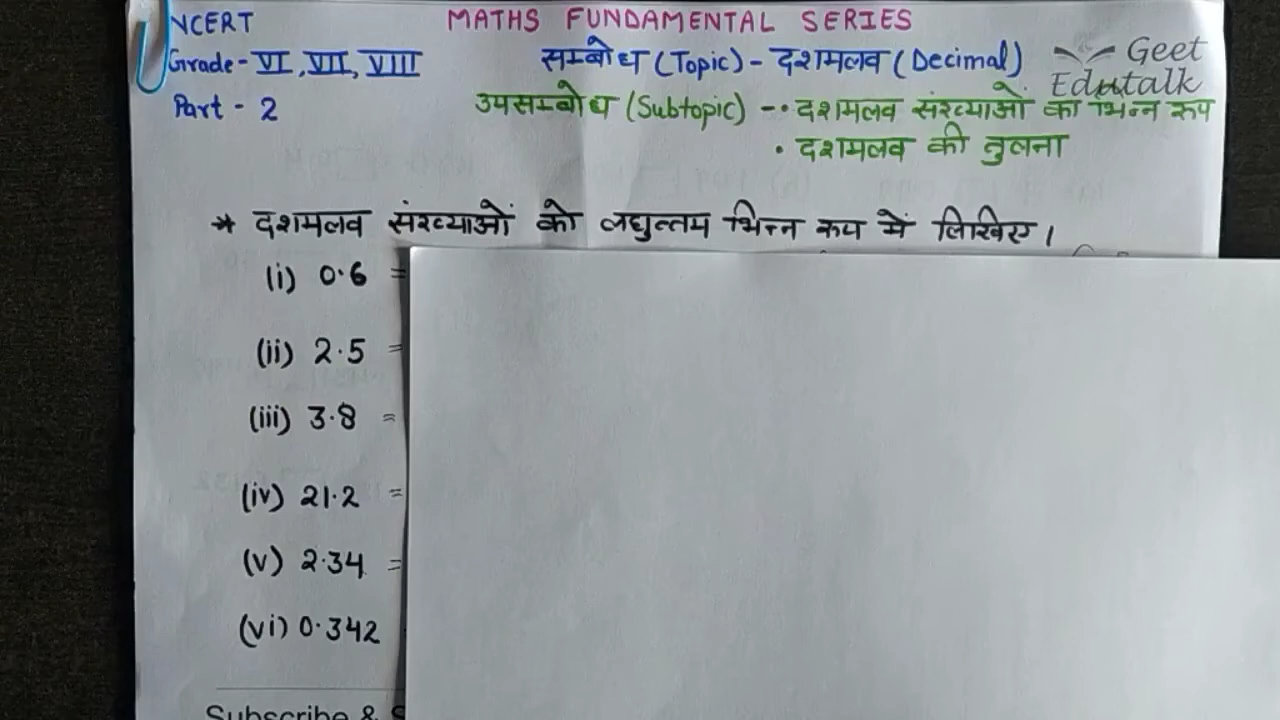 NCERT MATHS FUNDAMENTAL SERIES
Grade - VI, VII, VIII सम्बोध (Topic) - दशमलव (Decimal) Geet Edutalk
Part - 2 उपसम्बोध (Subtopic) - • दशमलव संख्याओं का भिन्न रूप
• दशमलव की तुलना
* दशमलव संख्याओं को लघुत्तम भिन्न रूप में लिखिए।
(i) 0.6 =
(ii) 2.5 =
(iii) 3.8 =
(iv) 21.2 =
(v) 2.34 =
(vi) 0.342
Subscribe &